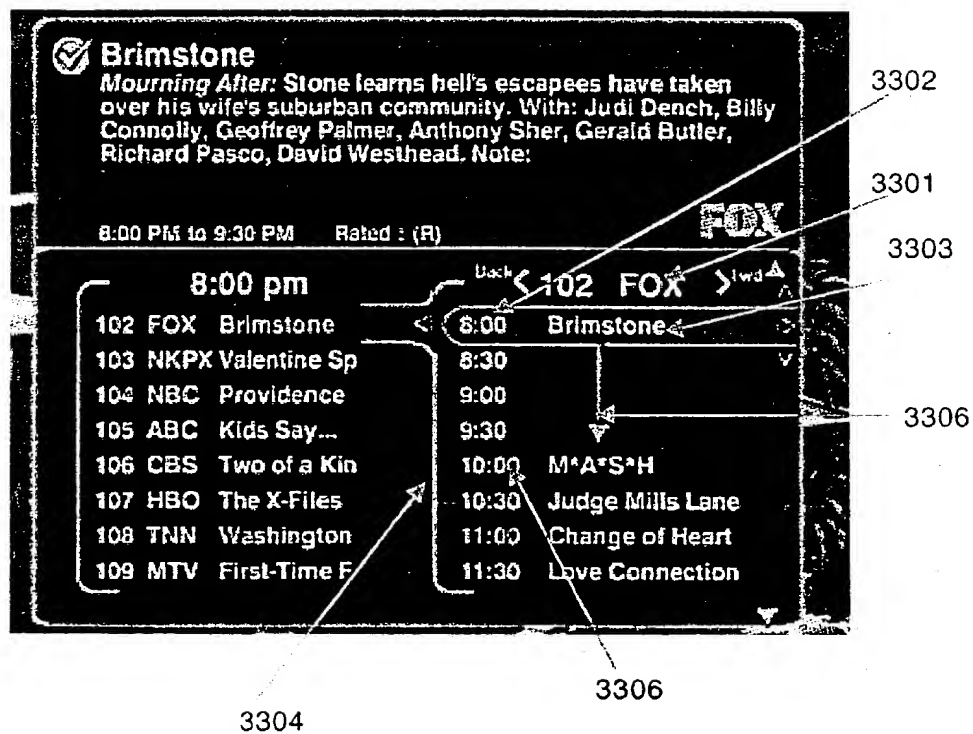 Brimstone
Mourning After: Stone learns hell's escapees have taken
over his wife's suburban community. With: Judi Dench, Billy
Connolly, Geoffrey Palmer, Anthony Sher, Gerald Butler,
Richard Pasco, David Westhead. Note:
8:00 PM to 9:30 PM Rated : (R)
FOX
8:00 pm
102 FOX Brimstone
103 NKPX Valentine Sp
104 NBC Providence
105 ABC Kids Say...
106 CBS Two of a Kin
107 HBO The X-Files
108 TNN Washington
109 MTV First-Time F
Back < 102 FOX > Fwd
8:00 Brimstone
8:30
9:00
9:30
10:00 M*A*S*H
10:30 Judge Mills Lane
11:00 Change of Heart
11:30 Love Connection
3302
3301
3303
3306
3306
3304